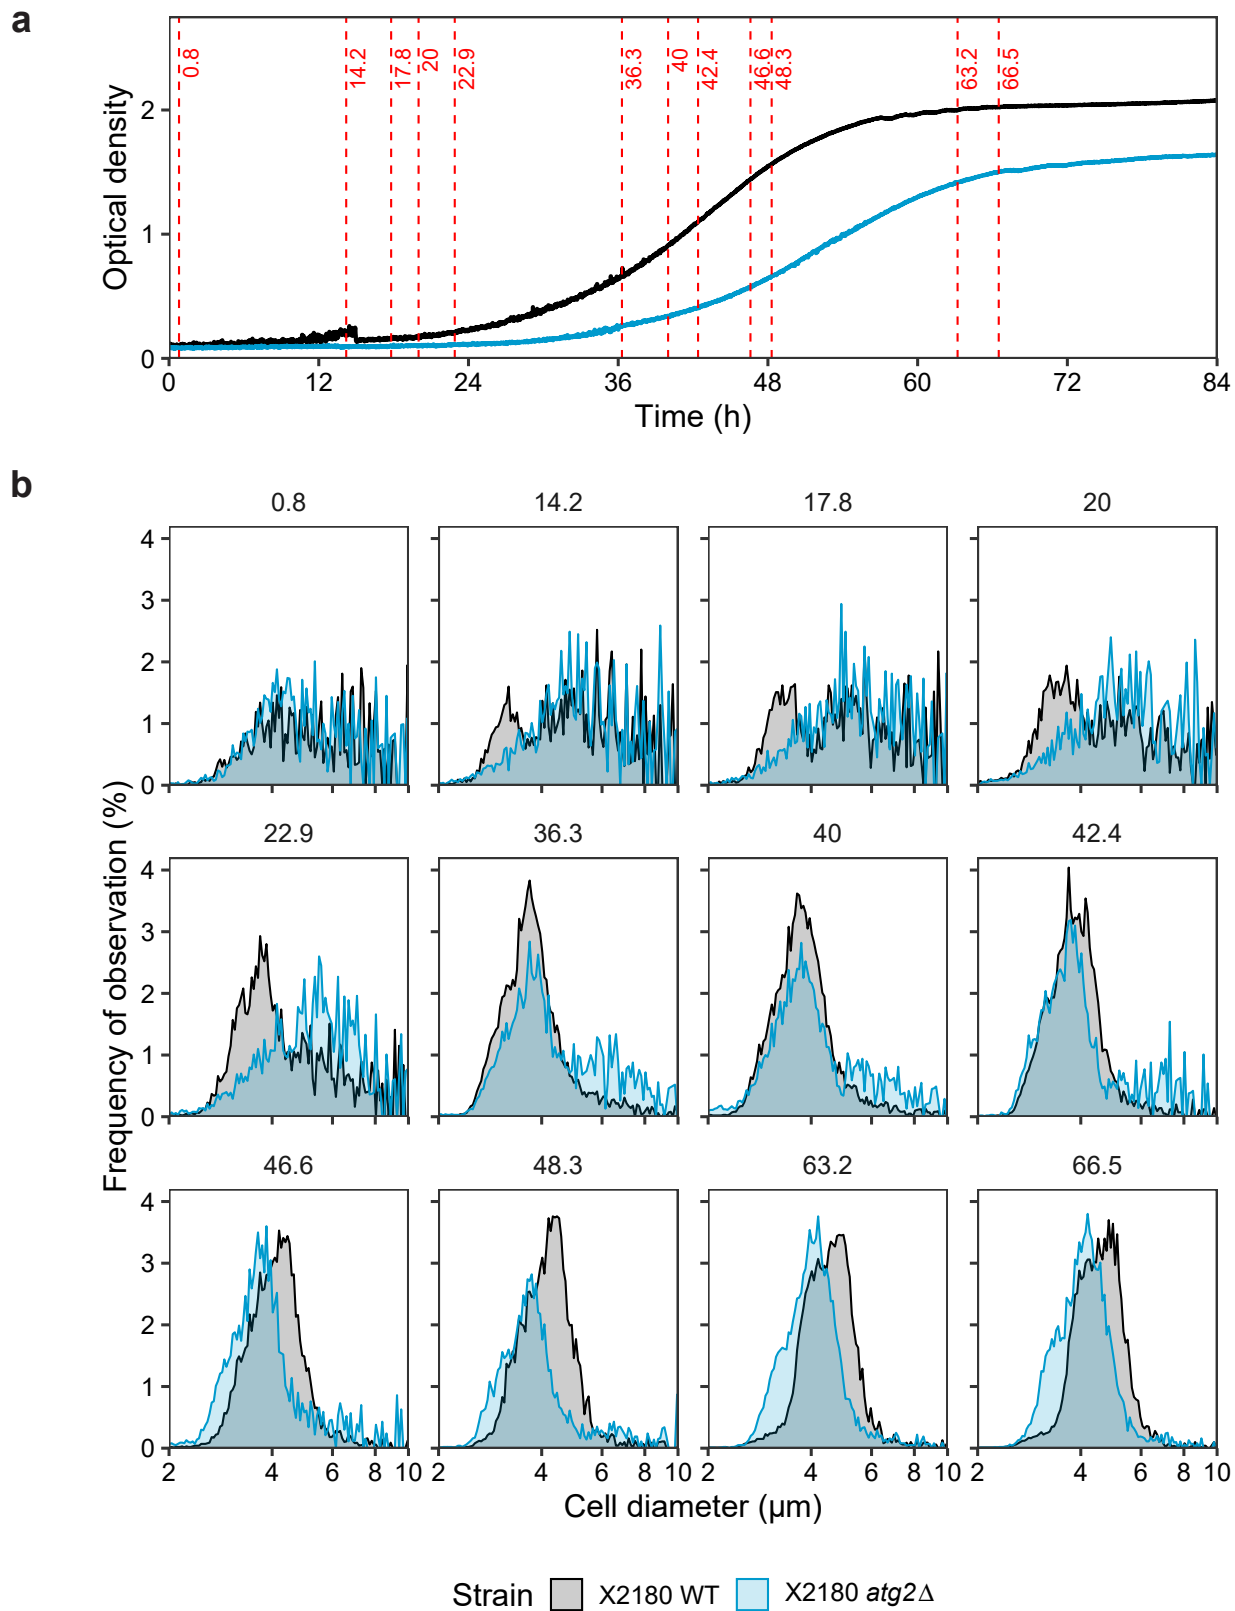 a
0.8 14.2 17.8 20 22.9 36.3 40 42.4 46.6 48.3 63.2 66.5
Optical density
2
1
0
0 12 24 36 48 60 72 84
Time (h)
b
0.8 14.2 17.8 20
4
3
2
1
0
Frequency of observation (%)
22.9 36.3 40 42.4
4
3
2
1
0
46.6 48.3 63.2 66.5
4
3
2
1
0
2 4 6 8 10 2 4 6 8 10 2 4 6 8 10 2 4 6 8 10
Cell diameter (µm)
Strain X2180 WT X2180 atg2Δ